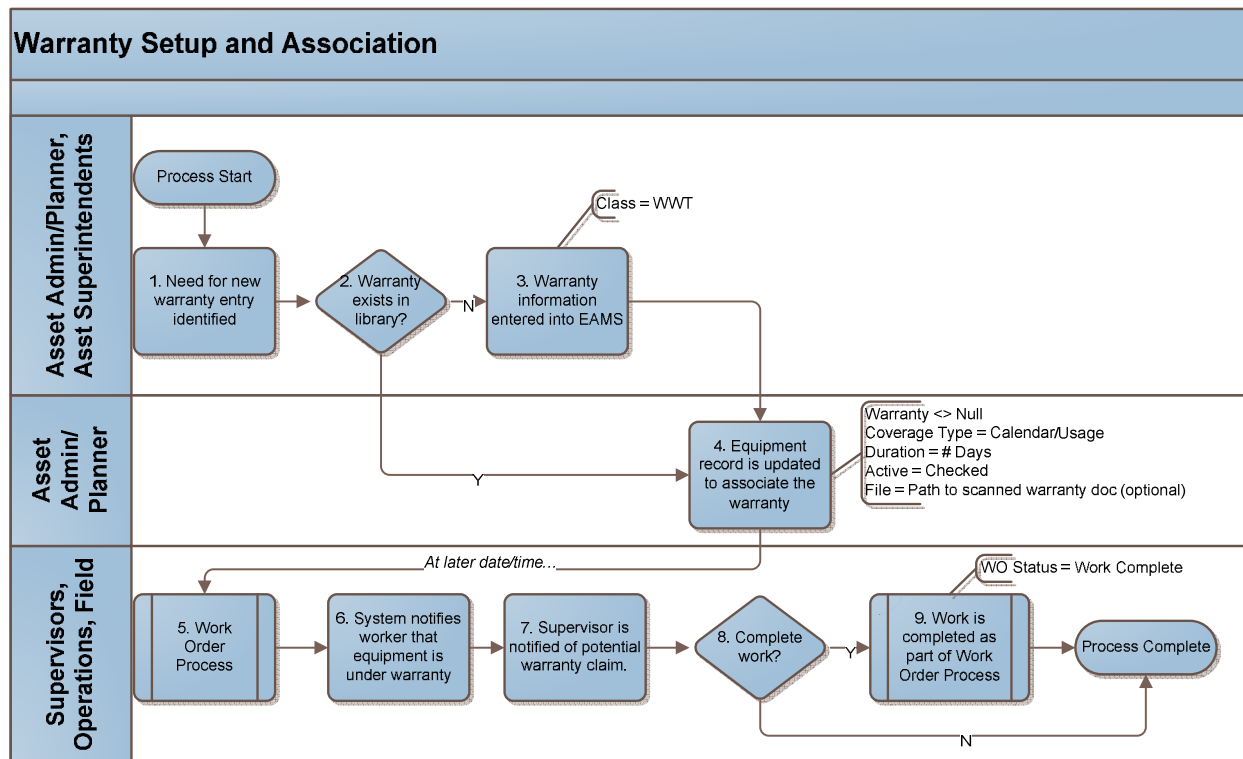 Warranty Setup and Association
Asset Admin/Planner,
Asst Superintendents
Process Start
1. Need for new
warranty entry
identified
2. Warranty
exists in
library?
N
Y
Class = WWT
3. Warranty
information
entered into EAMS
Asset
Admin/
Planner
4. Equipment
record is updated
to associate the
warranty
Warranty <> Null
Coverage Type = Calendar/Usage
Duration = # Days
Active = Checked
File = Path to scanned warranty doc (optional)
Supervisors,
Operations, Field
At later date/time...
5. Work
Order
Process
6. System notifies
worker that
equipment is
under warranty
7. Supervisor is
notified of potential
warranty claim.
8. Complete
work?
Y
N
WO Status = Work Complete
9. Work is
completed as
part of Work
Order Process
Process Complete